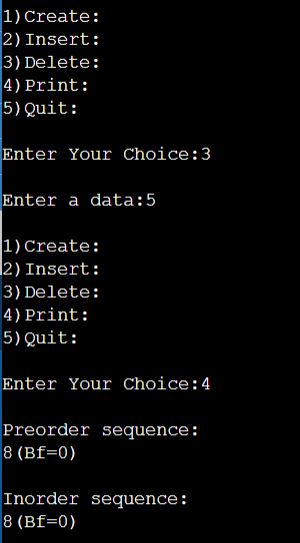 1)Create:
2)Insert:
3)Delete:
4)Print:
5)Quit:
Enter Your Choice:3
Enter a data:5
1)Create:
2)Insert:
3)Delete:
4)Print:
5)Quit:
Enter Your Choice:4
Preorder sequence:
8(Bf=0)
Inorder sequence:
8(Bf=0)